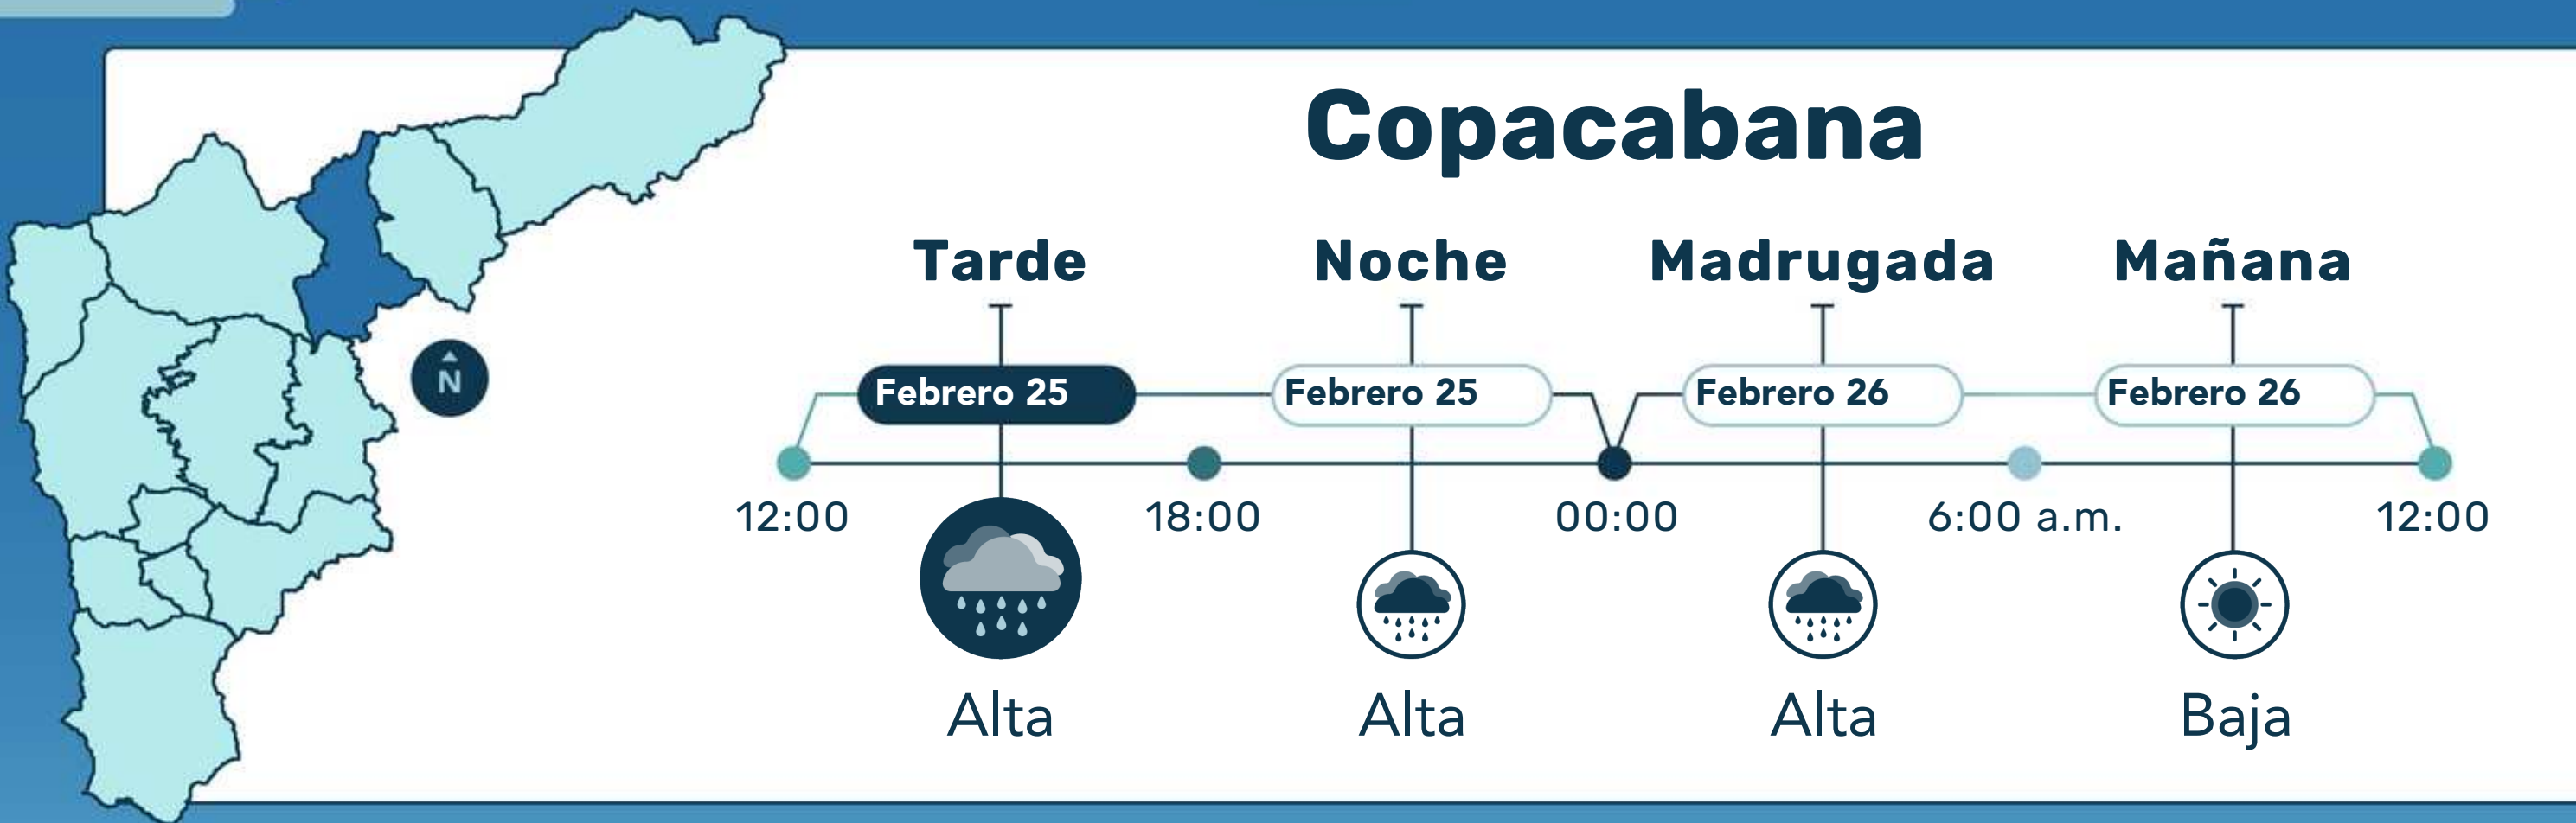 Copacabana
Tarde
Noche
Madrugada
Mañana
Febrero 25
Febrero 25
Febrero 26
Febrero 26
N
12:00
18:00
00:00
6:00 a.m.
12:00
Alta
Alta
Alta
Baja